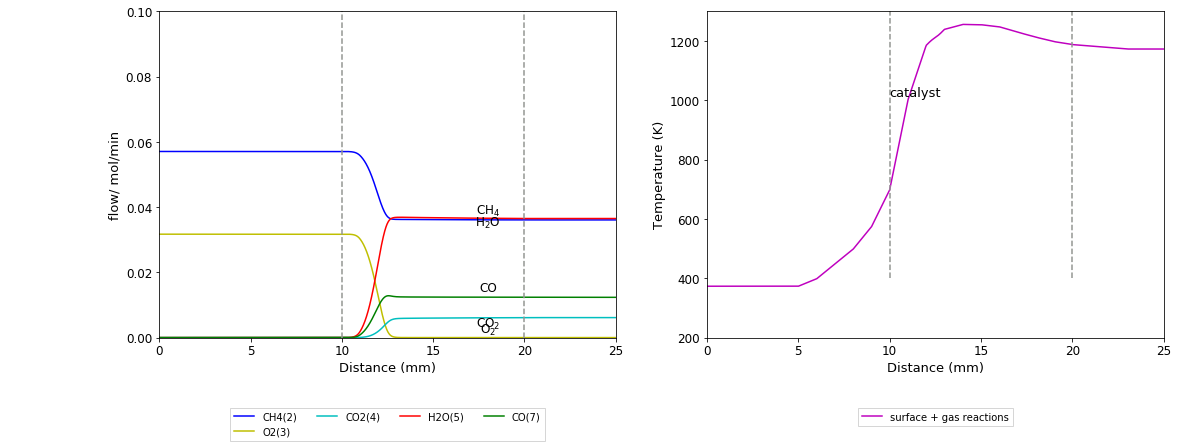 0.10
0.08
0.06
0.04
0.02
0.00
flow/ mol/min
CH4
H2O
CO
CO2
O2
0 5 10 15 20 25
Distance (mm)
CH4(2) CO2(4) H2O(5) CO(7)
O2(3)
1200
1000
800
600
400
200
Temperature (K)
catalyst
0 5 10 15 20 25
Distance (mm)
surface + gas reactions